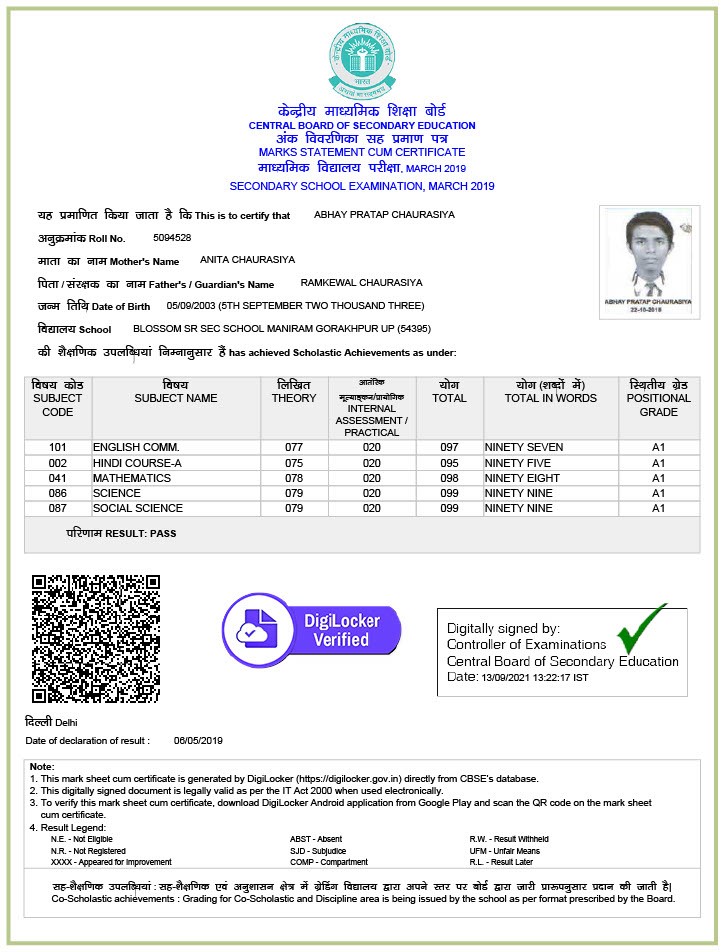 केन्द्रीय माध्यमिक शिक्षा बोर्ड
भारत
केन्द्रीय माध्यमिक शिक्षा बोर्ड
CENTRAL BOARD OF SECONDARY EDUCATION
अंक विवरणिका सह प्रमाण पत्र
MARKS STATEMENT CUM CERTIFICATE
माध्यमिक विद्यालय परीक्षा, MARCH 2019
SECONDARY SCHOOL EXAMINATION, MARCH 2019
यह प्रमाणित किया जाता है कि This is to certify that ABHAY PRATAP CHAURASIYA
अनुक्रमांक Roll No. 5094528
माता का नाम Mother's Name ANITA CHAURASIYA
पिता / संरक्षक का नाम Father's / Guardian's Name RAMKEWAL CHAURASIYA
जन्म तिथि Date of Birth 05/09/2003 (5TH SEPTEMBER TWO THOUSAND THREE)
विद्यालय School BLOSSOM SR SEC SCHOOL MANIRAM GORAKHPUR UP (54395)
की शैक्षणिक उपलब्धियां निम्नानुसार हैं has achieved Scholastic Achievements as under:
ABHAY PRATAP CHAURASIYA
22-10-2018
विषय कोड SUBJECT CODE विषय SUBJECT NAME लिखित THEORY आतंरिक मूल्याङ्कन/प्रायोगिक INTERNAL ASSESSMENT / PRACTICAL योग TOTAL योग (शब्दों में) TOTAL IN WORDS स्थितीय ग्रेड POSITIONAL GRADE
101 ENGLISH COMM. 077 020 097 NINETY SEVEN A1
002 HINDI COURSE-A 075 020 095 NINETY FIVE A1
041 MATHEMATICS 078 020 098 NINETY EIGHT A1
086 SCIENCE 079 020 099 NINETY NINE A1
087 SOCIAL SCIENCE 079 020 099 NINETY NINE A1
परिणाम RESULT: PASS
DigiLocker
Verified
Digitally signed by:
Controller of Examinations
Central Board of Secondary Education
Date: 13/09/2021 13:22:17 IST
दिल्ली Delhi
Date of declaration of result : 06/05/2019
Note:
1. This mark sheet cum certificate is generated by DigiLocker (https://digilocker.gov.in) directly from CBSE's database.
2. This digitally signed document is legally valid as per the IT Act 2000 when used electronically.
3. To verify this mark sheet cum certificate, download DigiLocker Android application from Google Play and scan the QR code on the mark sheet
cum certificate.
4. Result Legend:
N.E. - Not Eligible ABST - Absent R.W. - Result Withheld
N.R. - Not Registered SJD - Subjudice UFM - Unfair Means
XXXX - Appeared for Improvement COMP - Compartment R.L. - Result Later
सह-शैक्षणिक उपलब्धियां : सह-शैक्षणिक एवं अनुशासन क्षेत्र में ग्रेडिंग विद्यालय द्वारा अपने स्तर पर बोर्ड द्वारा जारी प्रारूपनुसार प्रदान की जाती है|
Co-Scholastic achievements : Grading for Co-Scholastic and Discipline area is being issued by the school as per format prescribed by the Board.